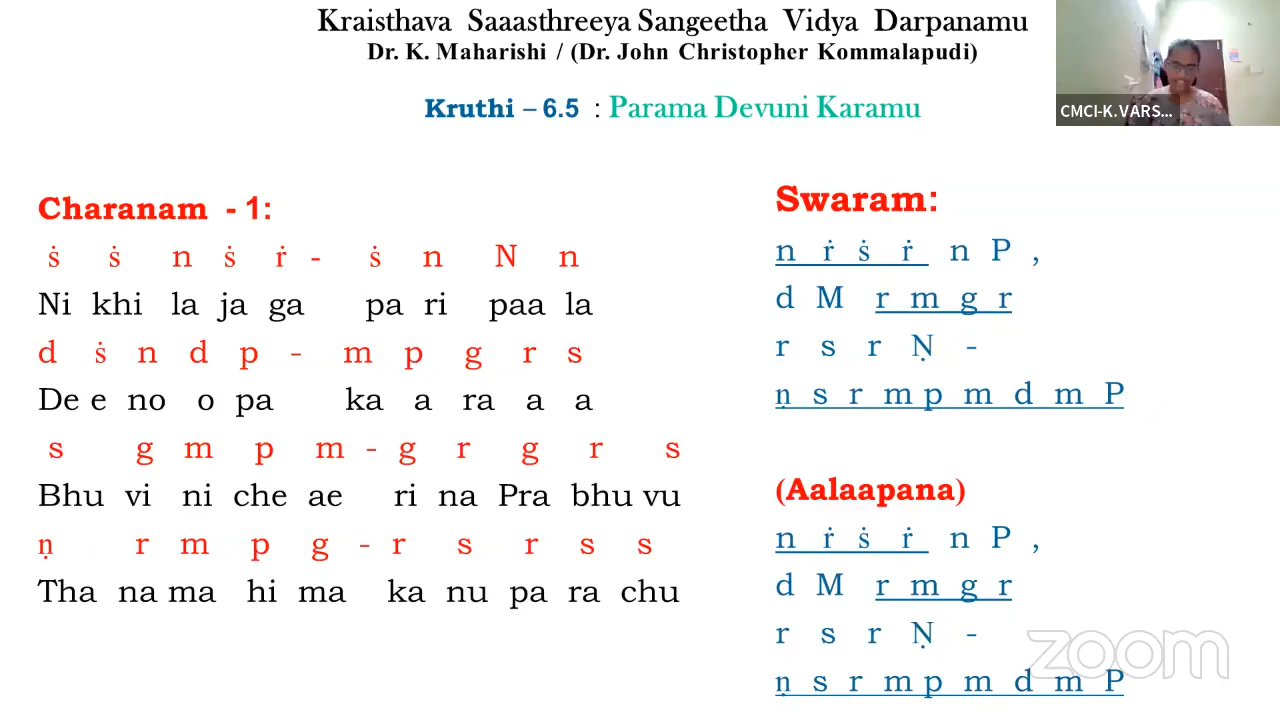 Kraisthava Saaasthreeya Sangeetha Vidya Darpanamu
Dr. K. Maharishi / (Dr. John Christopher Kommalapudi)
Kruthi – 6.5 : Parama Devuni Karamu
CMCI-K.VARS...
Charanam - 1:
ṡ ṡ n ṡ ṙ - ṡ n N n
Ni khi la ja ga pa ri paa la
d ṡ n d p - m p g r s
De e no o pa ka a ra a a
s g m p m - g r g r s
Bhu vi ni che ae ri na Pra bhu vu
ṇ r m p g - r s r s s
Tha na ma hi ma ka nu pa ra chu
Swaram:
n ṙ ṡ ṙ n P ,
d M r m g r
r s r Ṇ -
ṇ s r m p m d m P
(Aalaapana)
n ṙ ṡ ṙ n P ,
d M r m g r
r s r Ṇ -
ṇ s r m p m d m P
zoom